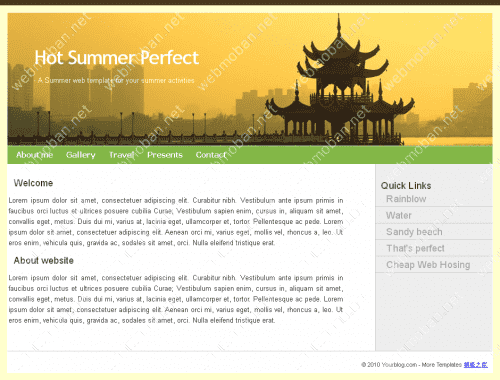 Hot Summer Perfect
A Summer web template for your summer activities
About me Gallery Travel Presents Contact
Welcome
Lorem ipsum dolor sit amet, consectetuer adipiscing elit. Curabitur nibh. Vestibulum ante ipsum primis in
faucibus orci luctus et ultrices posuere cubilia Curae; Vestibulum sapien enim, cursus in, aliquam sit amet,
convallis eget, metus. Duis dui mi, varius at, lacinia eget, ullamcorper et, tortor. Pellentesque ac pede. Lorem
ipsum dolor sit amet, consectetuer adipiscing elit. Aenean orci mi, varius eget, mollis vel, rhoncus a, leo. Ut
eros enim, vehicula quis, gravida ac, sodales sit amet, orci. Nulla eleifend tristique erat.
About website
Lorem ipsum dolor sit amet, consectetuer adipiscing elit. Curabitur nibh. Vestibulum ante ipsum primis in
faucibus orci luctus et ultrices posuere cubilia Curae; Vestibulum sapien enim, cursus in, aliquam sit amet,
convallis eget, metus. Duis dui mi, varius at, lacinia eget, ullamcorper et, tortor. Pellentesque ac pede. Lorem
ipsum dolor sit amet, consectetuer adipiscing elit. Aenean orci mi, varius eget, mollis vel, rhoncus a, leo. Ut
eros enim, vehicula quis, gravida ac, sodales sit amet, orci. Nulla eleifend tristique erat.
Quick Links
Rainbow
Water
Sandy beech
That's perfect
Cheap Web Hosing
© 2010 Yourblog.com - More Templates
webmoban.net